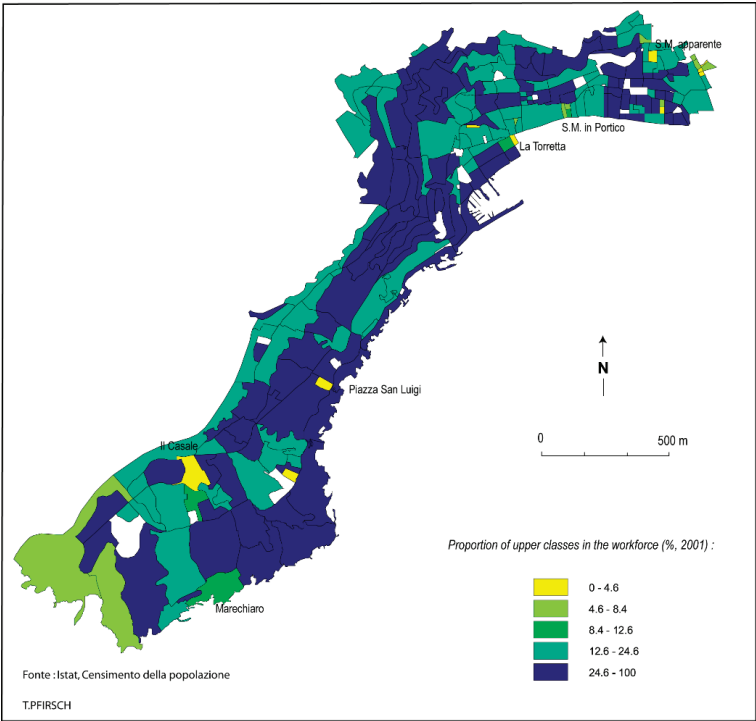 S.M. apparente
S.M. in Portico
La Torretta
N
Piazza San Luigi
0 500 m
Il Casale
Proportion of upper classes in the workforce (%, 2001) :
0 - 4.6
4.6 - 8.4
8.4 - 12.6
12.6 - 24.6
24.6 - 100
Marechiaro
Fonte : Istat, Censimento della popolazione
T.PFIRSCH